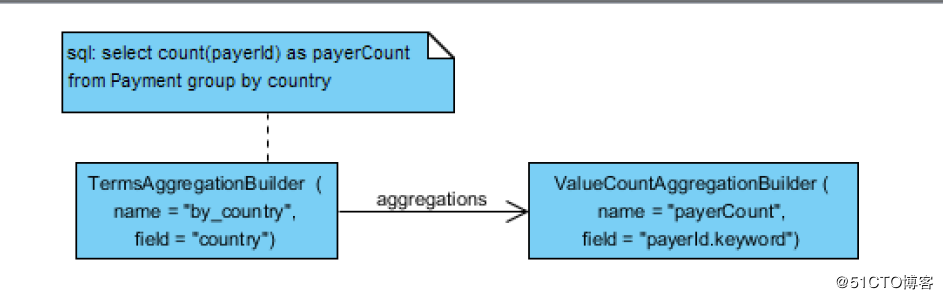 sql: select count(payerId) as payerCount
from Payment group by country
TermsAggregationBuilder (
name = "by_country",
field = "country")
aggregations
ValueCountAggregationBuilder (
name = "payerCount",
field = "payerId.keyword")
@51CTO博客